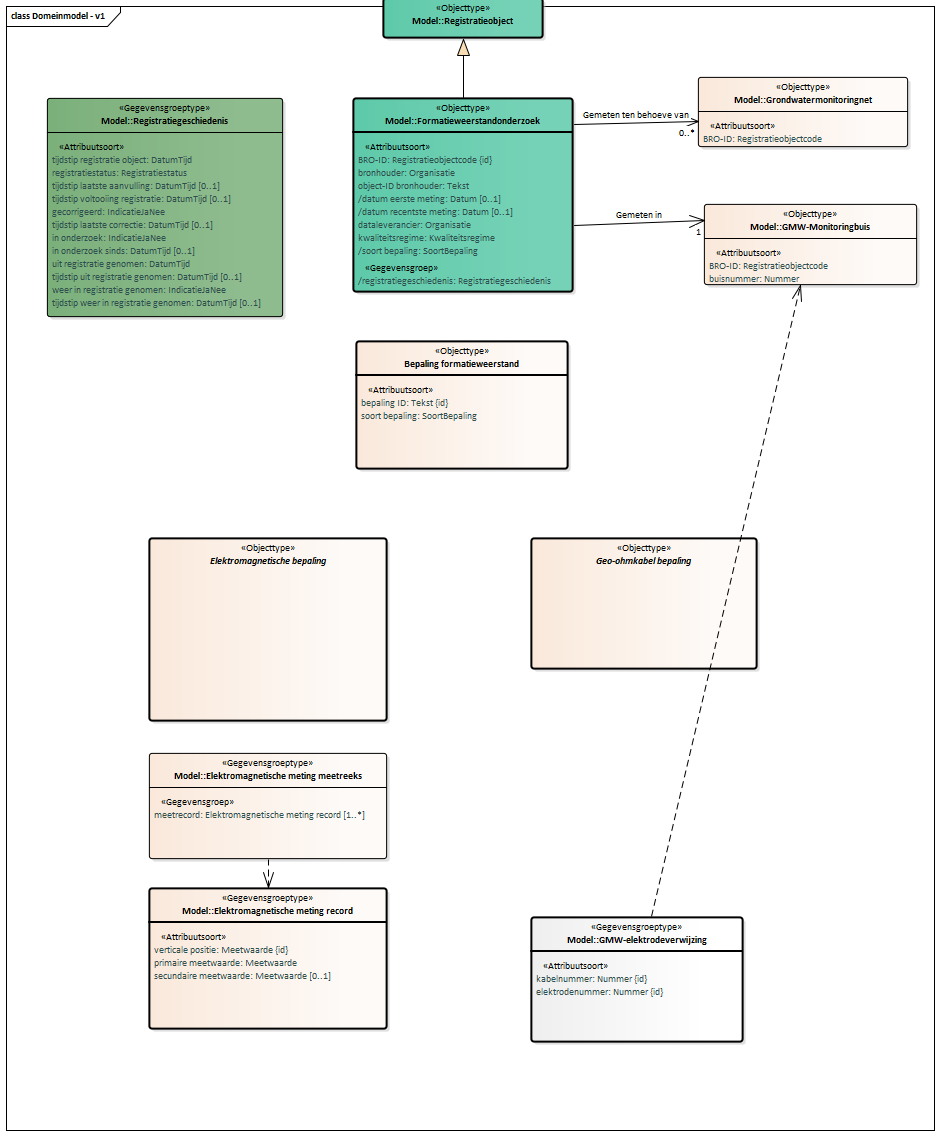 class Domeinmodel - v1
«Objecttype»
Model::Registratieobject
«Gegevensgroeptype»
Model::Registratiegeschiedenis
«Attribuutsoort»
tijdstip registratie object: DatumTijd
registratiestatus: Registratiestatus
tijdstip laatste aanvulling: DatumTijd [0..1]
tijdstip voltooiing registratie: DatumTijd [0..1]
gecorrigeerd: IndicatieJaNee
tijdstip laatste correctie: DatumTijd [0..1]
in onderzoek: IndicatieJaNee
in onderzoek sinds: DatumTijd [0..1]
uit registratie genomen: DatumTijd
tijdstip uit registratie genomen: DatumTijd [0..1]
weer in registratie genomen: IndicatieJaNee
tijdstip weer in registratie genomen: DatumTijd [0..1]
«Objecttype»
Model::Formatieweerstandonderzoek
«Attribuutsoort»
BRO-ID: Registratieobjectcode {id}
bronhouder: Organisatie
object-ID bronhouder: Tekst
/datum eerste meting: Datum [0..1]
/datum recentste meting: Datum [0..1]
dataleverancier: Organisatie
kwaliteitsregime: Kwaliteitsregime
/soort bepaling: SoortBepaling
«Gegevensgroep»
/registratiegeschiedenis: Registratiegeschiedenis
Gemeten ten behoeve van
0..*
«Objecttype»
Model::Grondwatermonitoringnet
«Attribuutsoort»
BRO-ID: Registratieobjectcode
Gemeten in
1
«Objecttype»
Model::GMW-Monitoringbuis
«Attribuutsoort»
BRO-ID: Registratieobjectcode
buisnummer: Nummer
«Objecttype»
Bepaling formatieweerstand
«Attribuutsoort»
bepaling ID: Tekst {id}
soort bepaling: SoortBepaling
«Objecttype»
Elektromagnetische bepaling
«Objecttype»
Geo-ohmkabel bepaling
«Gegevensgroeptype»
Model::Elektromagnetische meting meetreeks
«Gegevensgroep»
meetrecord: Elektromagnetische meting record [1..*]
«Gegevensgroeptype»
Model::Elektromagnetische meting record
«Attribuutsoort»
verticale positie: Meetwaarde {id}
primaire meetwaarde: Meetwaarde
secundaire meetwaarde: Meetwaarde [0..1]
«Gegevensgroeptype»
Model::GMW-elektrodeverwijzing
«Attribuutsoort»
kabelnummer: Nummer {id}
elektrodenummer: Nummer {id}